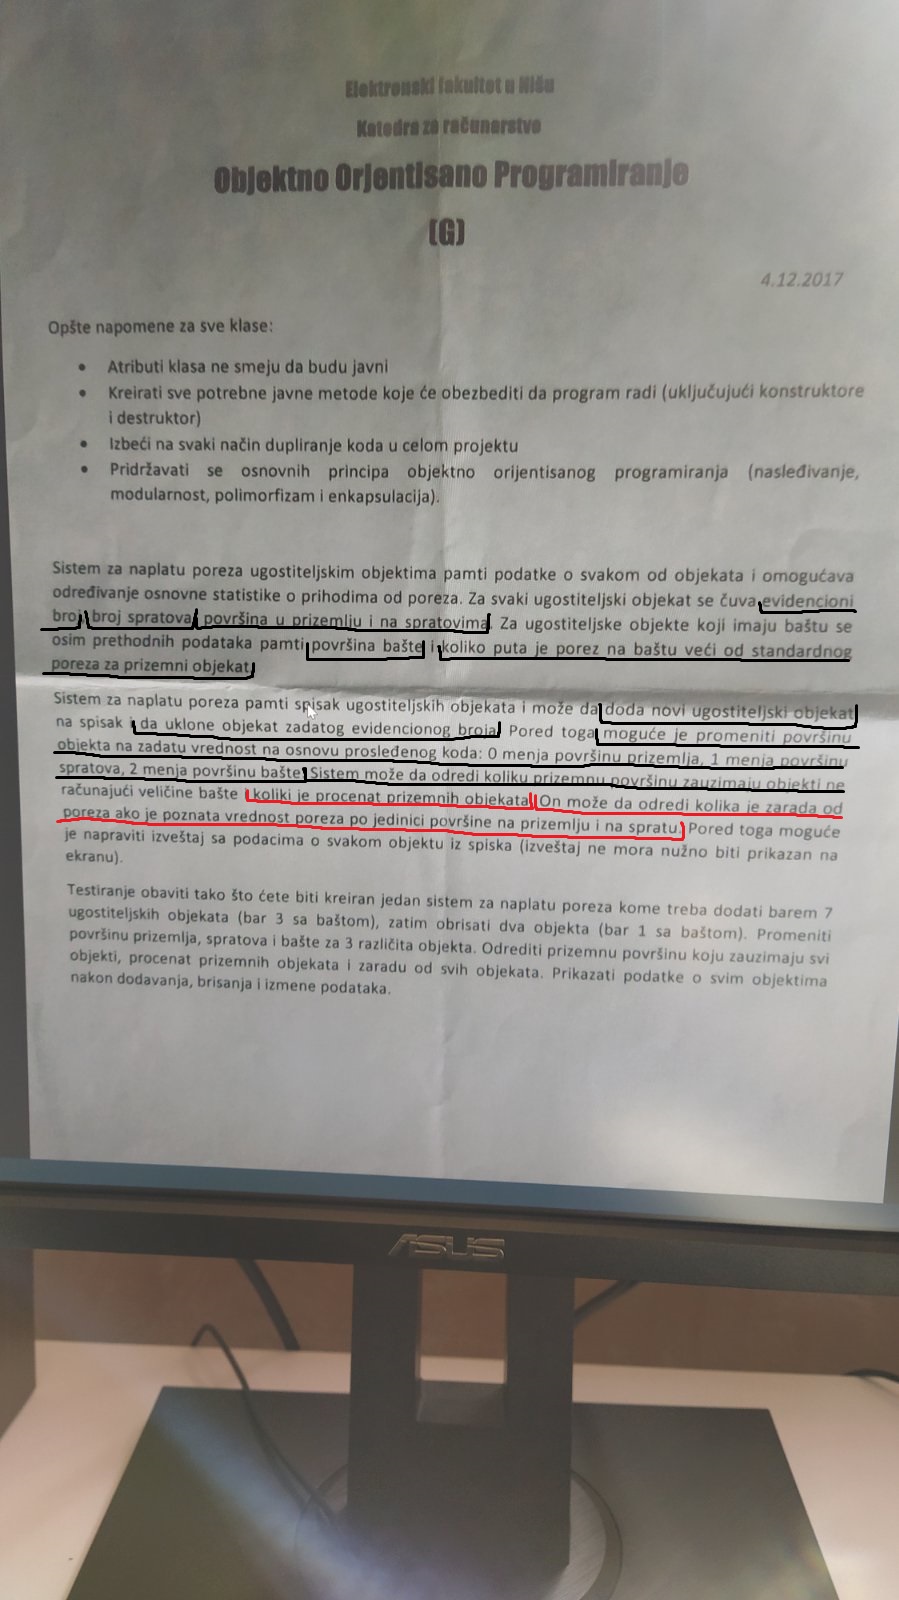 Elektronski fakultet u Nišu
Katedra za računarstvo
Objektno Orjentisano Programiranje
(G)
4.12.2017
Opšte napomene za sve klase:
• Atributi klasa ne smeju da budu javni
• Kreirati sve potrebne javne metode koje će obezbediti da program radi (uključujući konstruktore
i destruktor)
• Izbeći na svaki način dupliranje koda u celom projektu
• Pridržavati se osnovnih principa objektno orijentisanog programiranja (nasleđivanje,
modularnost, polimorfizam i enkapsulacija).
Sistem za naplatu poreza ugostiteljskim objektima pamti podatke o svakom od objekata i omogućava
određivanje osnovne statistike o prihodima od poreza. Za svaki ugostiteljski objekat se čuva evidencioni
broj, broj spratova, površina u prizemlju i na spratovima. Za ugostiteljske objekte koji imaju baštu se
osim prethodnih podataka pamti površina bašte i koliko puta je porez na baštu veći od standardnog
poreza za prizemni objekat.
Sistem za naplatu poreza pamti spisak ugostiteljskih objekata i može da doda novi ugostiteljski objekat
na spisak i da uklone objekat zadatog evidencionog broja. Pored toga moguće je promeniti površinu
objekta na zadatu vrednost na osnovu prosleđenog koda: 0 menja površinu prizemlja, 1 menja površinu
spratova, 2 menja površinu bašte. Sistem može da odredi koliku prizemnu površinu zauzimaju objekti ne
računajući veličine bašte i koliki je procenat prizemnih objekata. On može da odredi kolika je zarada od
poreza ako je poznata vrednost poreza po jedinici površine na prizemlju i na spratu. Pored toga moguće
je napraviti izveštaj sa podacima o svakom objektu iz spiska (izveštaj ne mora nužno biti prikazan na
ekranu).
Testiranje obaviti tako što ćete biti kreiran jedan sistem za naplatu poreza kome treba dodati barem 7
ugostiteljskih objekata (bar 3 sa baštom), zatim obrisati dva objekta (bar 1 sa baštom). Promeniti
površinu prizemlja, spratova i bašte za 3 različita objekta. Odrediti prizemnu površinu koju zauzimaju svi
objekti, procenat prizemnih objekata i zaradu od svih objekata. Prikazati podatke o svim objektima
nakon dodavanja, brisanja i izmene podataka.
ASUS